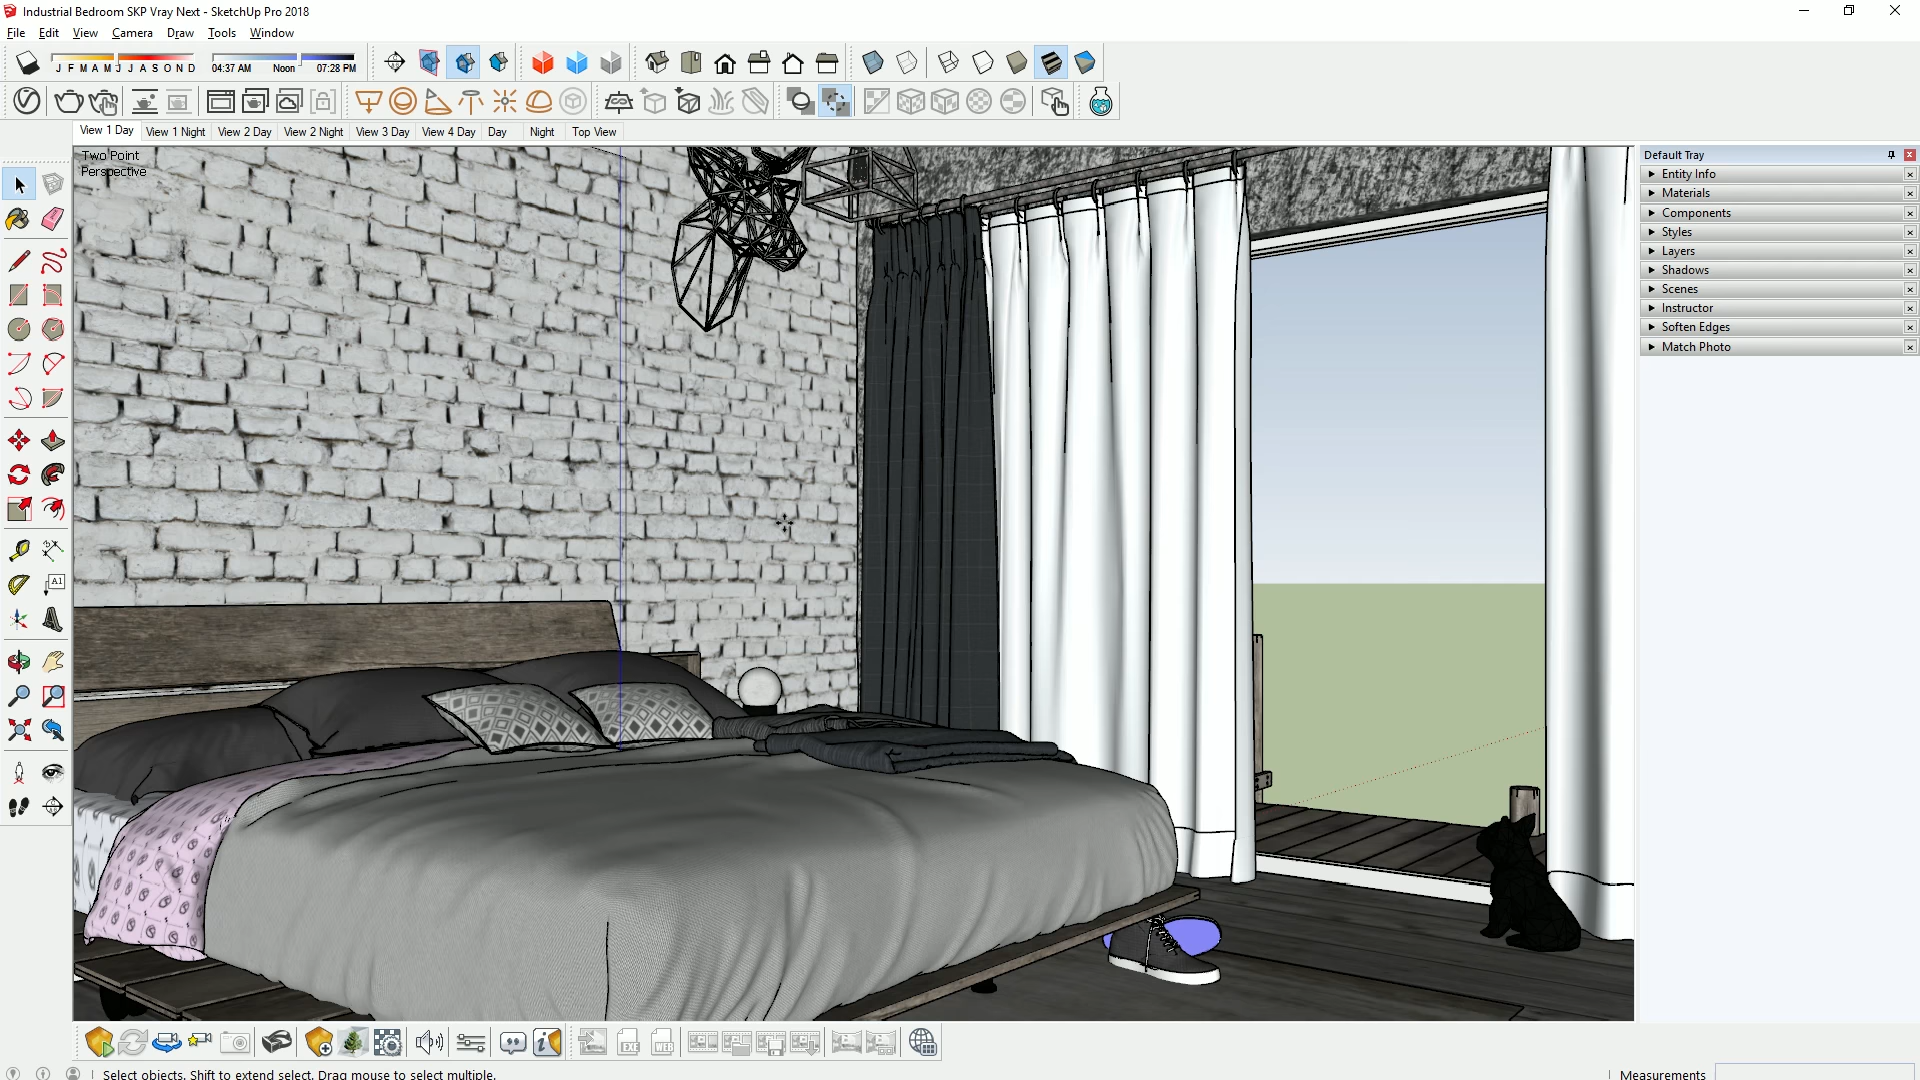 Industrial Bedroom SKP Vray Next - SketchUp Pro 2018
File Edit View Camera Draw Tools Window
J F M A M J J A S O N D 04:37 AM Noon 07:28 PM
View 1 Day View 1 Night View 2 Day View 2 Night View 3 Day View 4 Day Day Night Top View
Two Point
Perspective
Default Tray
Entity Info
Materials
Components
Styles
Layers
Shadows
Scenes
Instructor
Soften Edges
Match Photo
A1
EXE WEB
Select objects. Shift to extend select. Drag mouse to select multiple.
Measurements